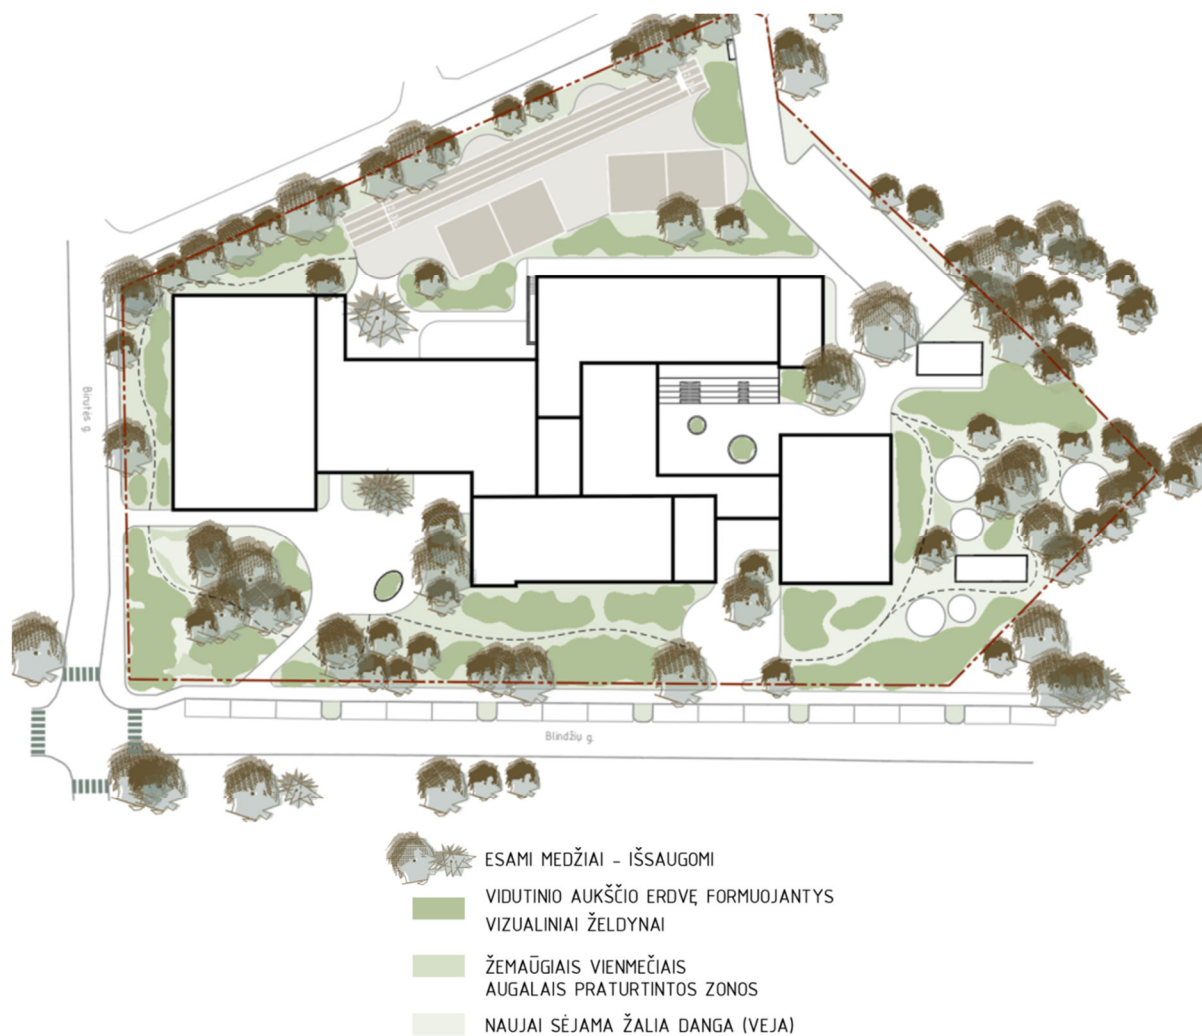 Birutės g.
Blindžių g.
ESAMI MEDŽIAI - IŠSAUGOMI
VIDUTINIO AUKŠČIO ERDVĘ FORMUOJANTYS
VIZUALINIAI ŽELDYNAI
ŽEMAŪGIAIS VIENMEČIAIS
AUGALAIS PRATURTINTOS ZONOS
NAUJAI SĖJAMA ŽALIA DANGA (VEJA)